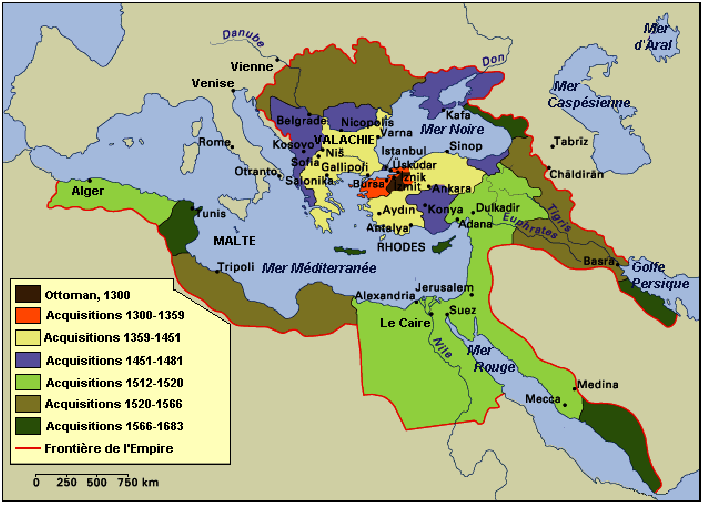 Mer
d'Aral
Danube
Vienne
Don
Venise
Mer
Caspésienne
Belgrade
Nicopolis
Kafa
Varna
Mer Noire
Rome
Kosovo
VALACHIE
Sinop
Tabriz
Niš
Istanbul
Sofia
Uskúdar
Otranto
Gallipoli
Iznik
Châldirân
Salonika
Bursa
Izmit
Ankara
Alger
Tunis
Aydın
Konya
Dulkadir
Tigris
Euphrates
Adana
MALTE
Antalya
RHODES
Basra
Golfe
Persique
Tripoli
Mer Méditerranée
Jerusalem
Alexandria
Suez
Le Caire
Nile
Mer
Rouge
Medina
Mecca
Ottoman, 1300
Acquisitions 1300-1359
Acquisitions 1359-1451
Acquisitions 1451-1481
Acquisitions 1512-1520
Acquisitions 1520-1566
Acquisitions 1566-1683
Frontière de l'Empire
0 250 500 750 km